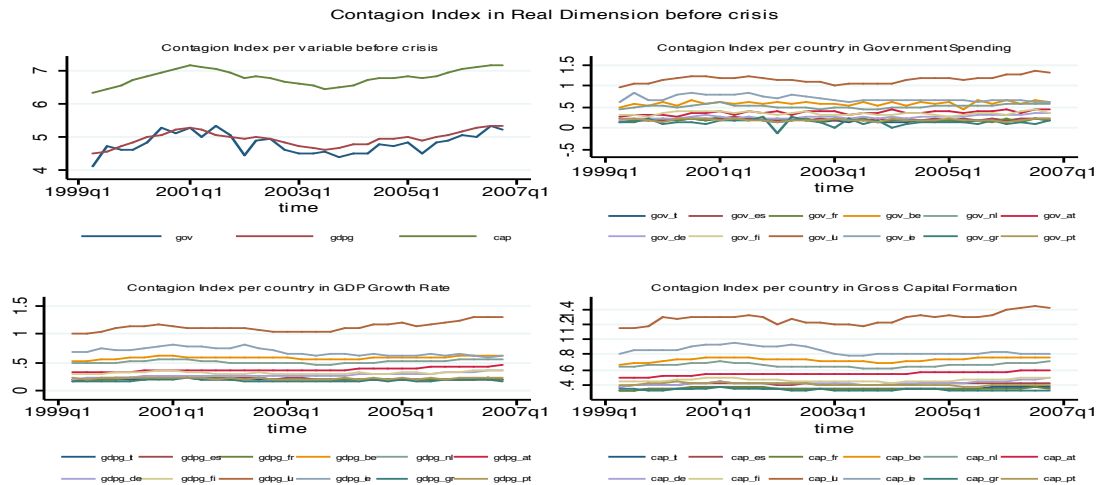 Contagion Index in Real Dimension before crisis
Contagion Index per variable before crisis
7
6
5
4
1999q1 2001q1 2003q1 2005q1 2007q1
time
gov gdpg cap
Contagion Index per country in Government Spending
1.5
1
.5
0
-.5
1999q1 2001q1 2003q1 2005q1 2007q1
time
gov_it gov_es gov_fr gov_be gov_nl gov_at
gov_de gov_fi gov_lu gov_ie gov_gr gov_pt
Contagion Index per country in GDP Growth Rate
1.5
1
.5
0
1999q1 2001q1 2003q1 2005q1 2007q1
time
gdpg_it gdpg_es gdpg_fr gdpg_be gdpg_nl gdpg_at
gdpg_de gdpg_fi gdpg_lu gdpg_ie gdpg_gr gdpg_pt
Contagion Index per country in Gross Capital Formation
1.4
1.2
1
.8
.6
.4
1999q1 2001q1 2003q1 2005q1 2007q1
time
cap_it cap_es cap_fr cap_be cap_nl cap_at
cap_de cap_fi cap_lu cap_ie cap_gr cap_pt